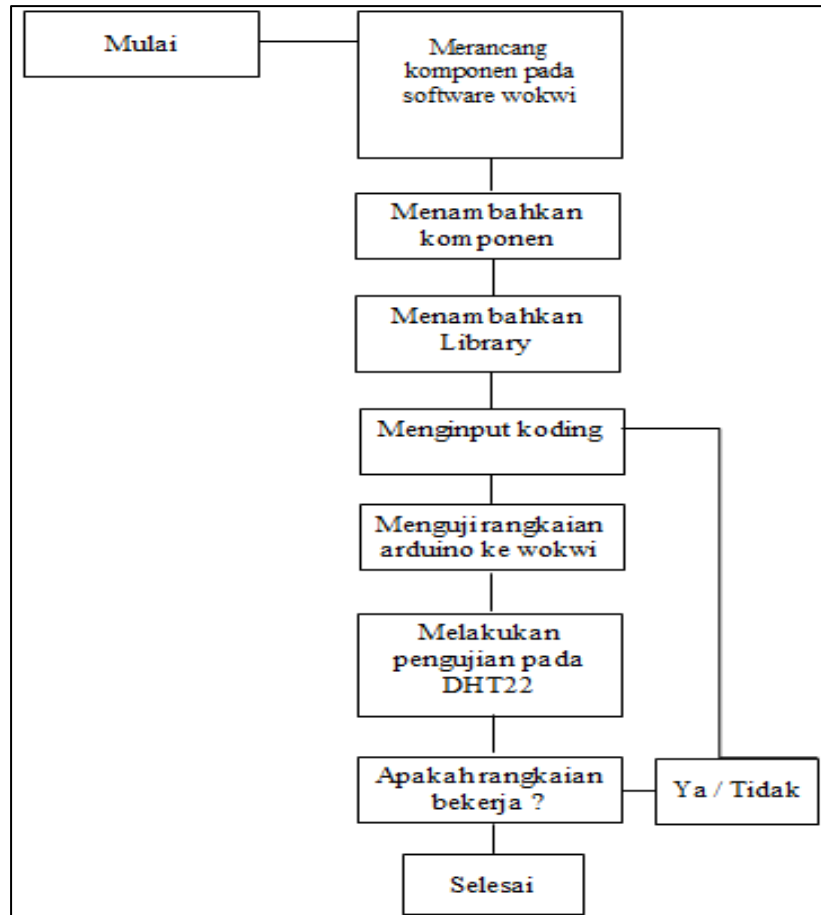 Mulai
Merancang
komponen pada
software wokwi
Menambahkan
komponen
Menambahkan
Library
Menginput koding
Menguji rangkaian
arduino ke wokwi
Melakukan
pengujian pada
DHT22
Apakah rangkaian
bekerja ?
Ya / Tidak
Selesai